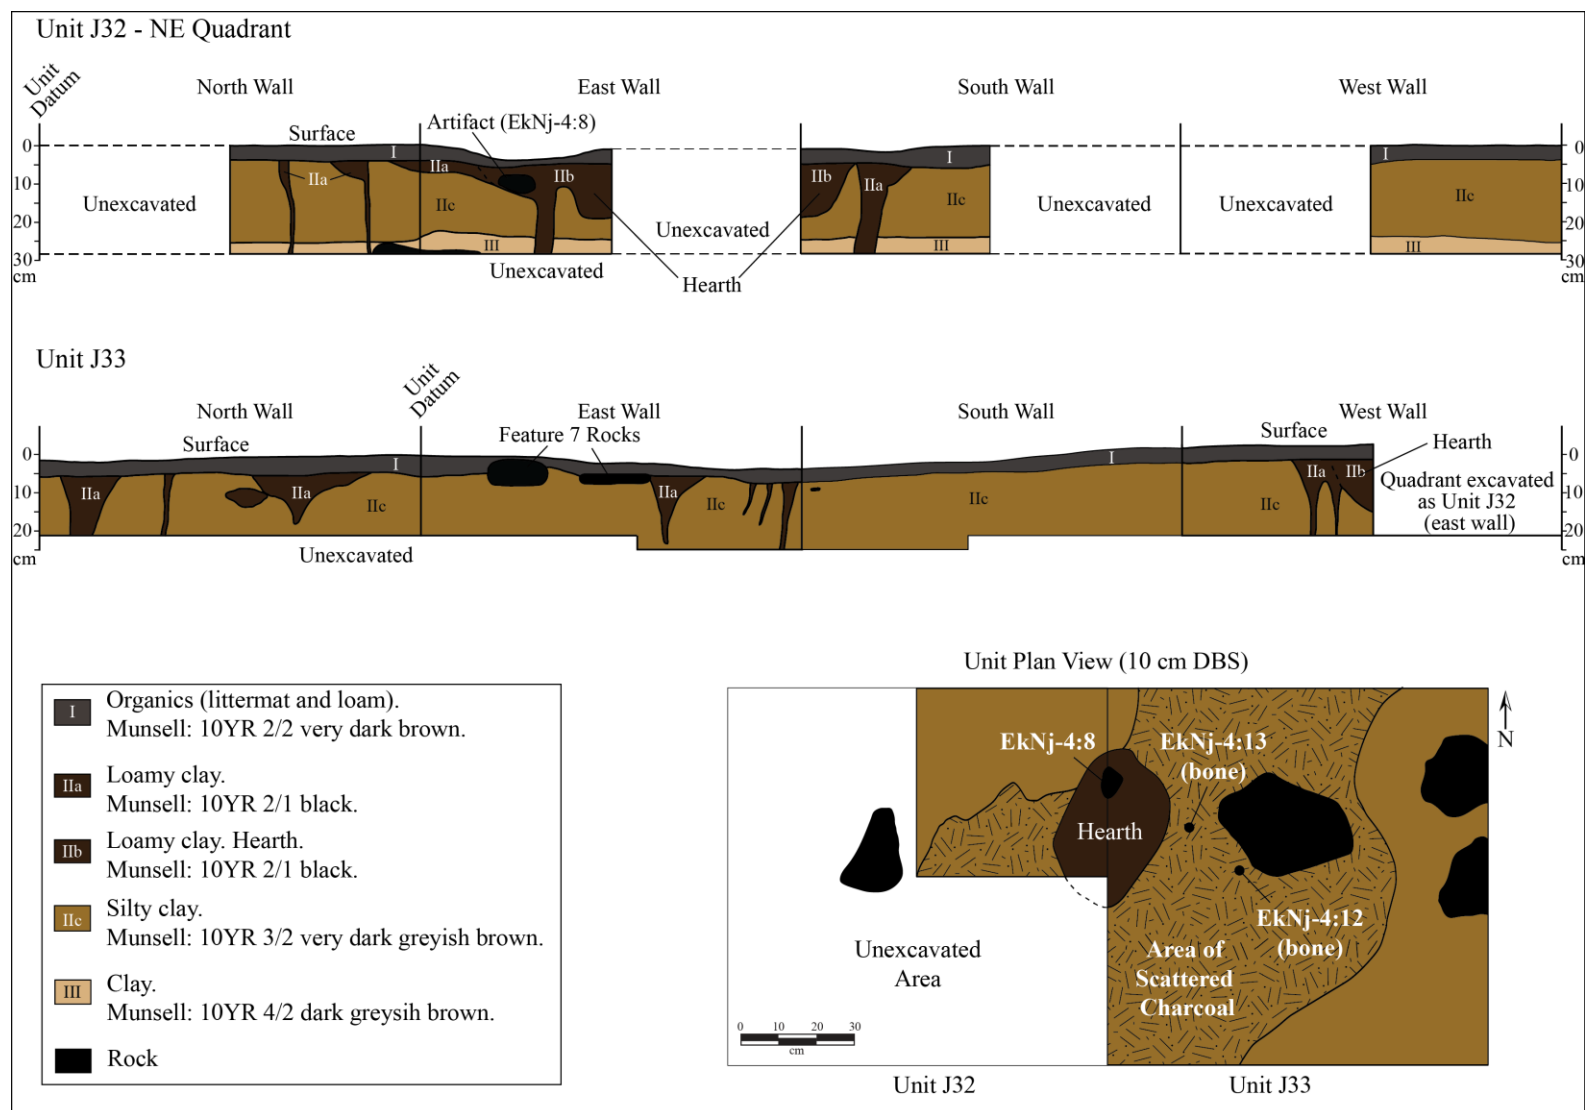 Unit J32 - NE Quadrant
Unit
Datum
North Wall
East Wall
South Wall
West Wall
Surface
Artifact (EkNj-4:8)
0
10
20
30
cm
Unexcavated
I
IIa
IIa
IIb
IIc
III
Unexcavated
Unexcavated
Hearth
IIb
IIa
I
IIc
III
Unexcavated
Unexcavated
I
IIc
III
0
10
20
30
cm
Unit J33
Unit
Datum
North Wall
East Wall
South Wall
West Wall
Surface
Feature 7 Rocks
Surface
Hearth
0
10
20
cm
I
IIa
IIa
IIc
IIa
IIc
I
IIc
IIa
IIb
IIc
Quadrant excavated
as Unit J32
(east wall)
0
10
20
cm
Unexcavated
I
Organics (littermat and loam).
Munsell: 10YR 2/2 very dark brown.
IIa
Loamy clay.
Munsell: 10YR 2/1 black.
IIb
Loamy clay. Hearth.
Munsell: 10YR 2/1 black.
IIc
Silty clay.
Munsell: 10YR 3/2 very dark greyish brown.
III
Clay.
Munsell: 10YR 4/2 dark greysih brown.
Rock
Unit Plan View (10 cm DBS)
N
EkNj-4:8
EkNj-4:13
(bone)
Hearth
EkNj-4:12
(bone)
Unexcavated
Area
Area of
Scattered
Charcoal
0 10 20 30
cm
Unit J32
Unit J33